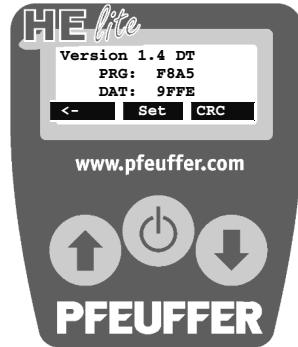 HE lite
Version 1.4 DT
PRG: F8A5
DAT: 9FFE
<- Set CRC
www.pfeuffer.com
PFEUFFER